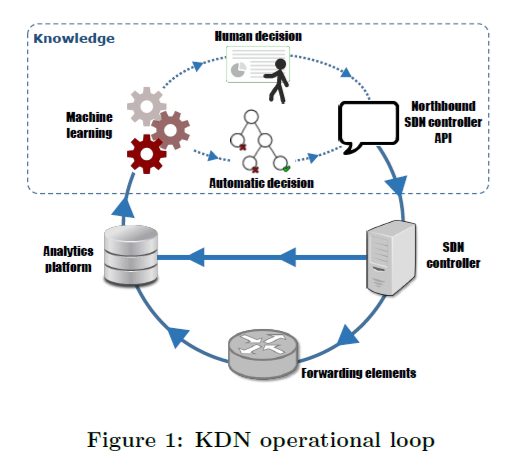 Knowledge
Human decision
Machine
learning
Northbound
SDN controller
API
Automatic decision
Analytics
platform
SDN
controller
Forwarding elements
Figure 1: KDN operational loop